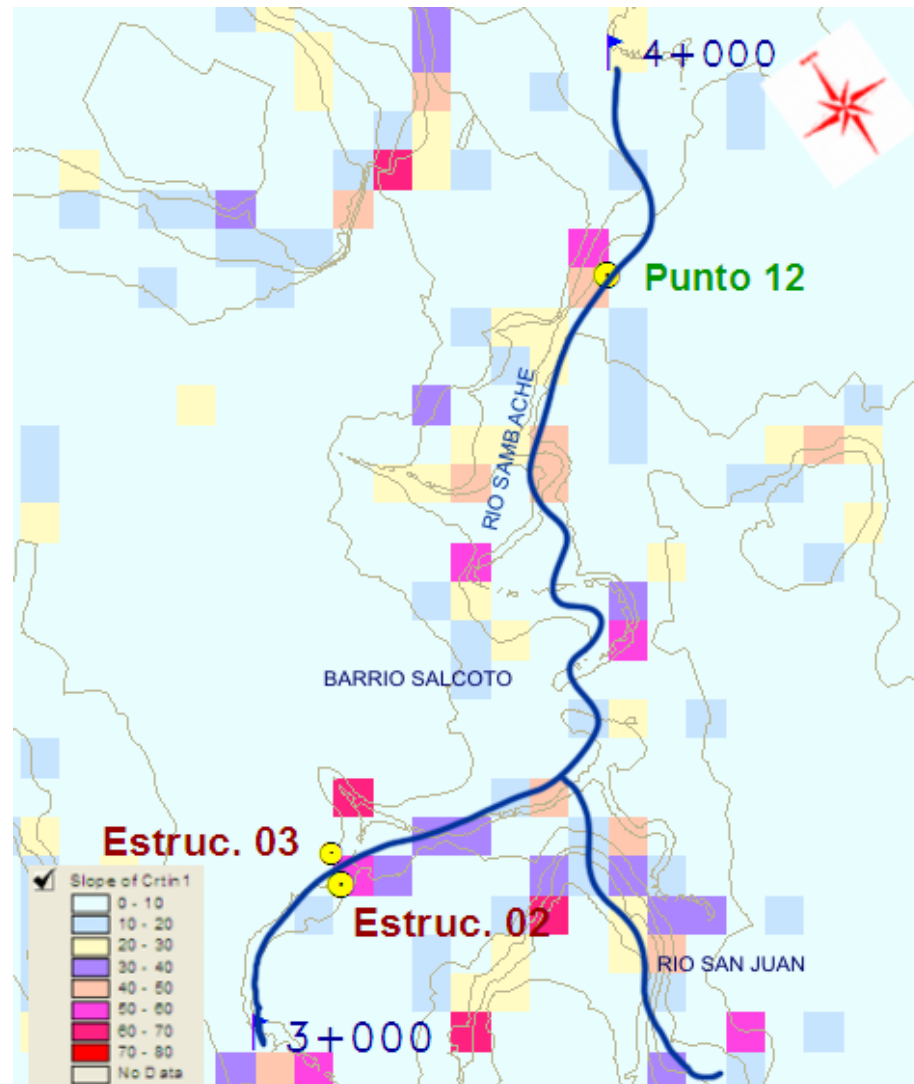 4+000
Punto 12
RIO SAMBACHE
BARRIO SALCOTO
Estruc. 03
Estruc. 02
RIO SAN JUAN
3+000
Slope of Crtin1
0 - 10
10 - 20
20 - 30
30 - 40
40 - 50
50 - 60
60 - 70
70 - 80
No Data